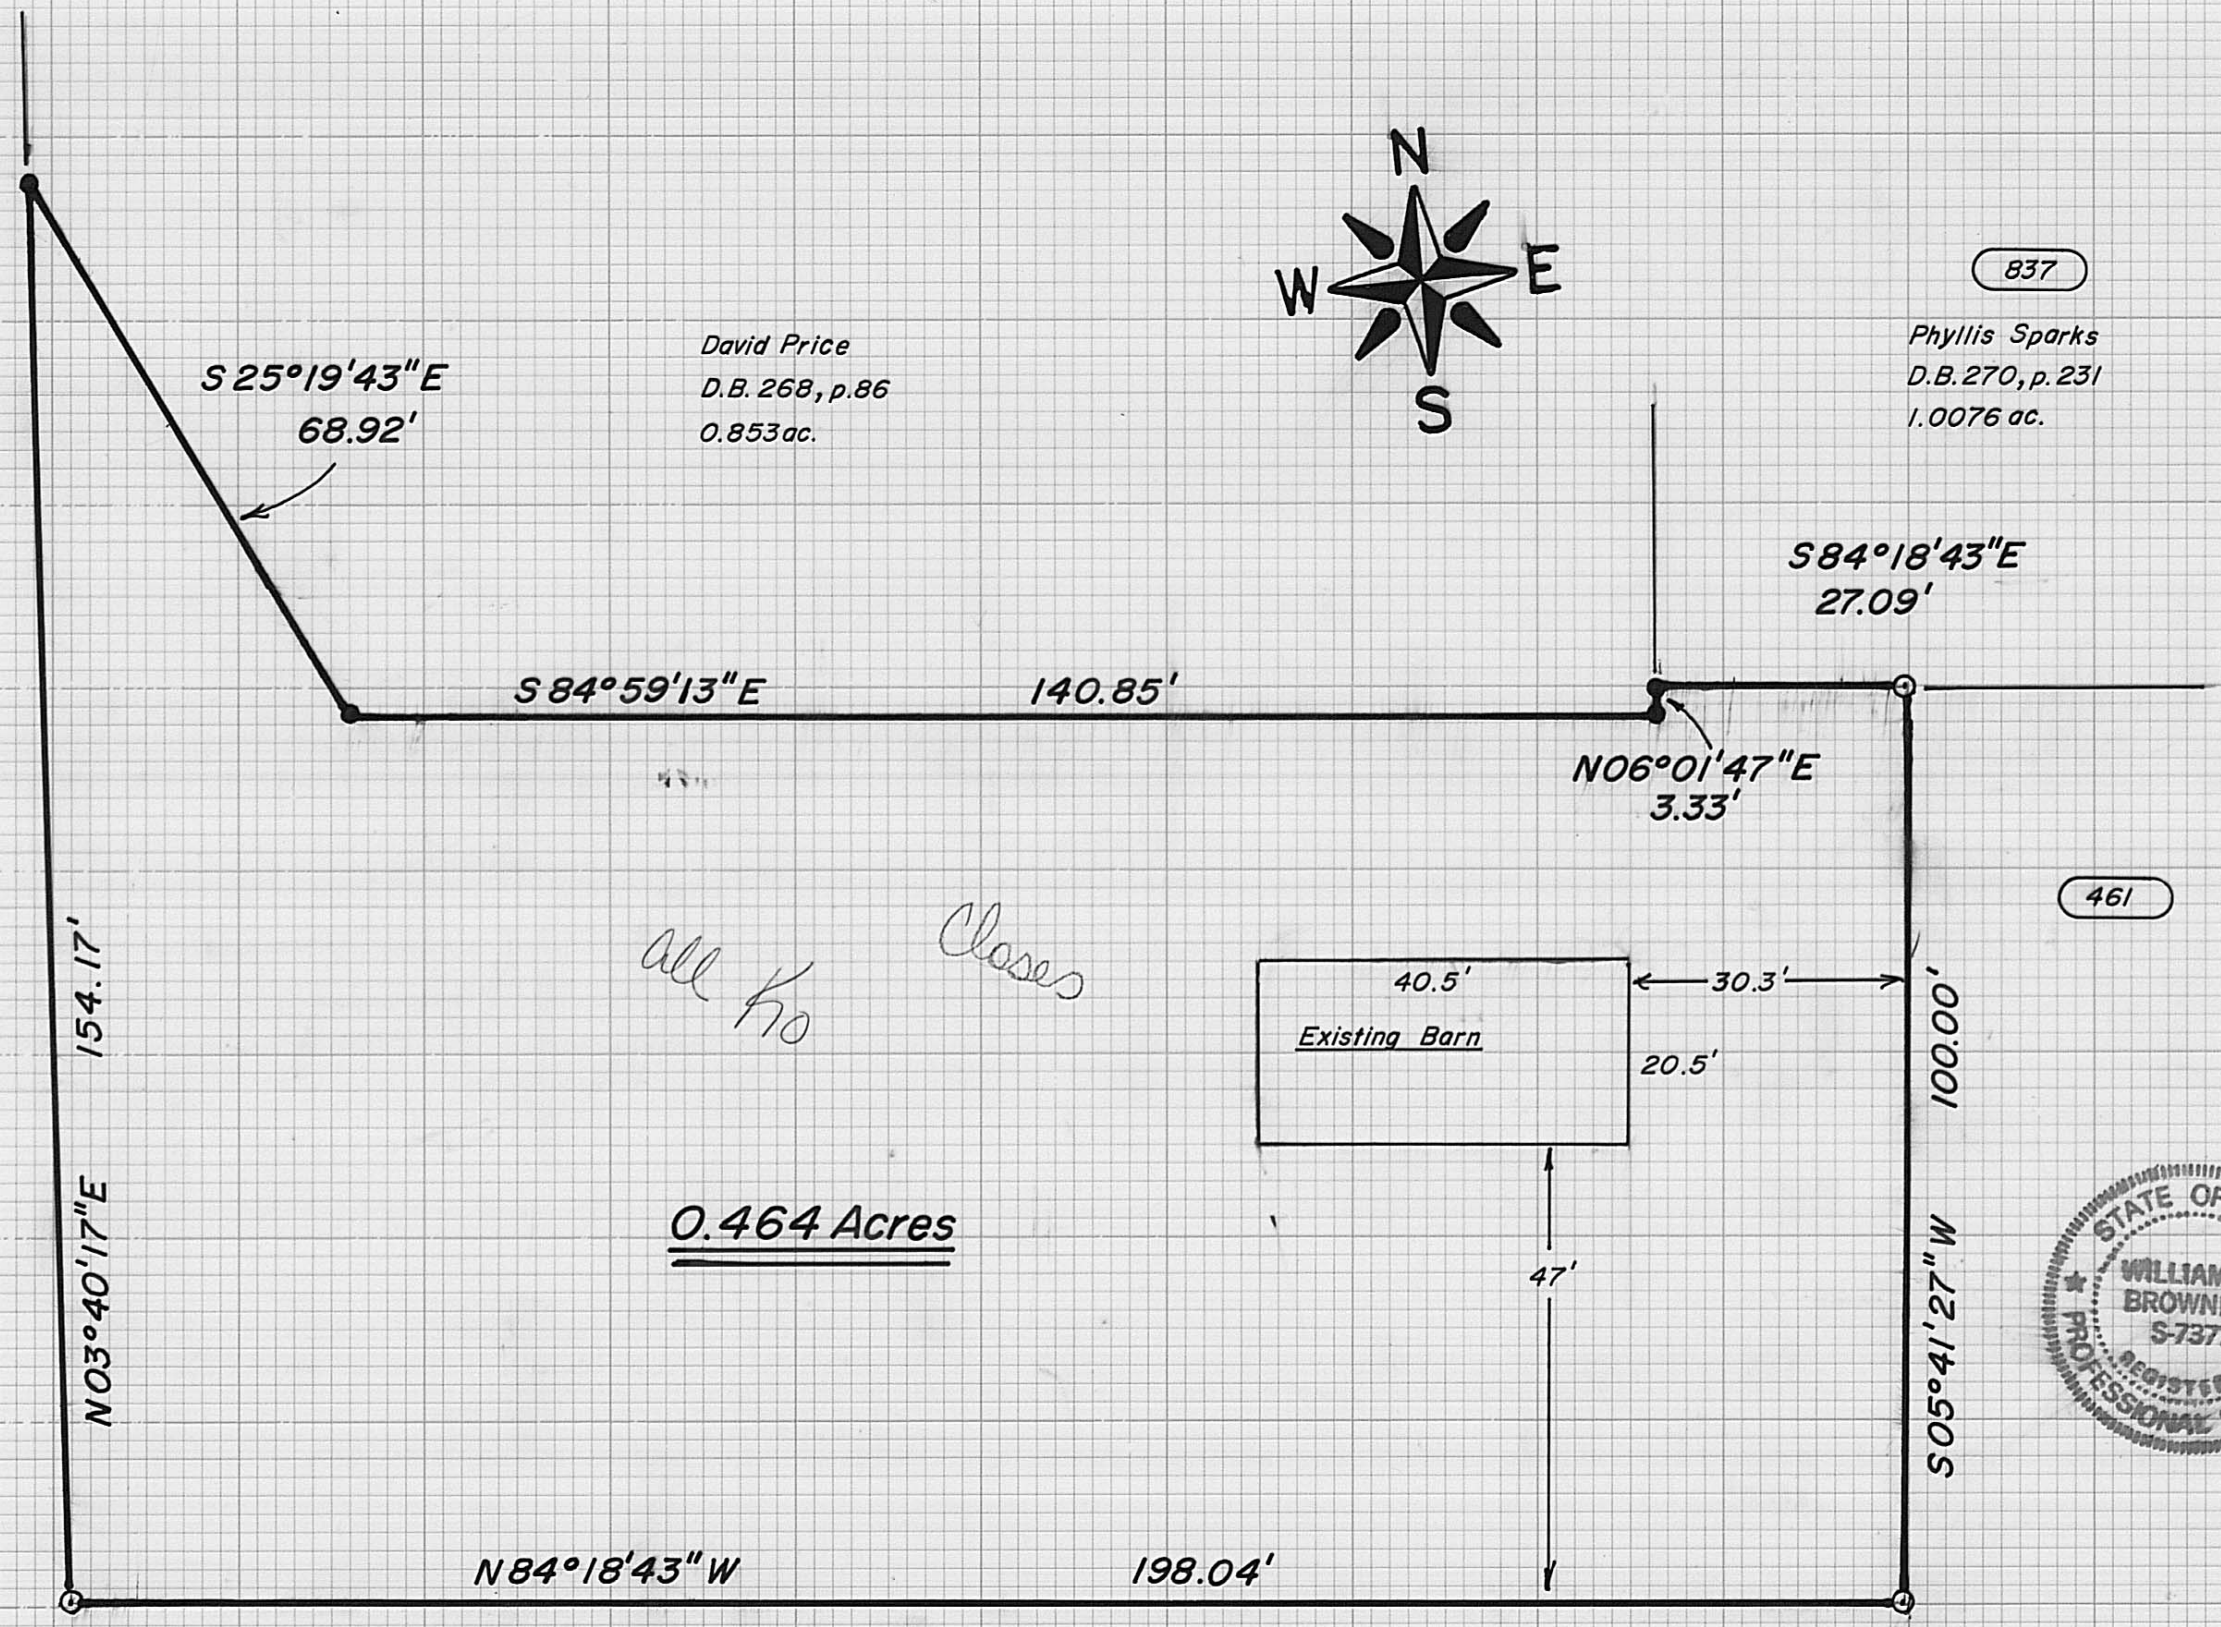 N
W
E
S
837
Phyllis Sparks
D.B.270, p.231
1.0076 ac.
David Price
D.B. 268, p.86
0.853 ac.
S 25°19'43"E
68.92'
S84°18'43"E
27.09'
S 84°59'13"E 140.85'
N06°01'47"E
3.33'
461
all Ko
Closes
40.5'
30.3'
Existing Barn
20.5'
N03°40'17"E 154.17'
S05°41'27"W 100.00'
0.464 Acres
47'
STATE OF
WILLIAM
S-737
PROFESSIONAL
N84°18'43"W 198.04'